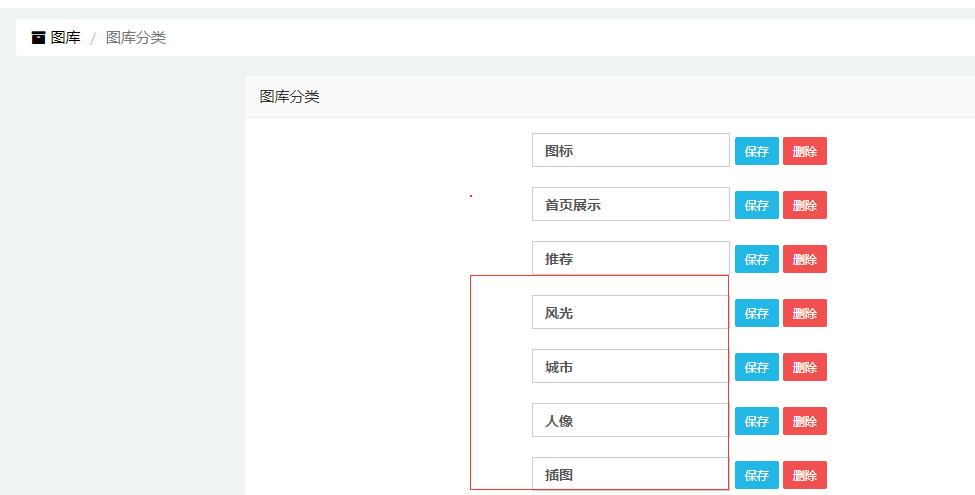 图库 / 图库分类
图库分类
图标 保存 删除
首页展示 保存 删除
推荐 保存 删除
风光 保存 删除
城市 保存 删除
人像 保存 删除
插图 保存 删除